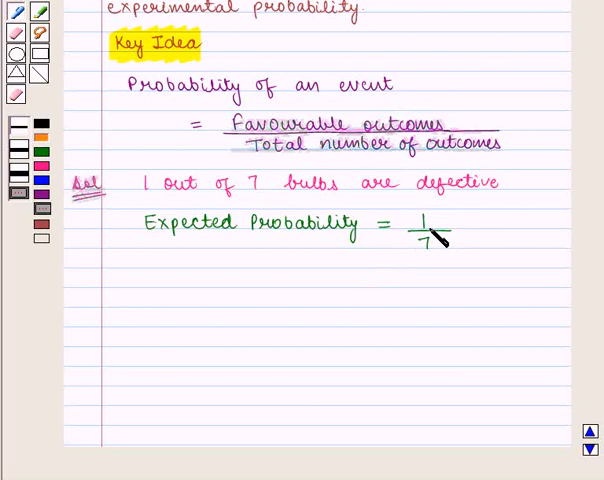 experimental probability.
Key Idea
Probability of an event
= Favourable outcomes
Total number of outcomes
Sol 1 out of 7 bulbs are defective
Expected Probability = 1
7